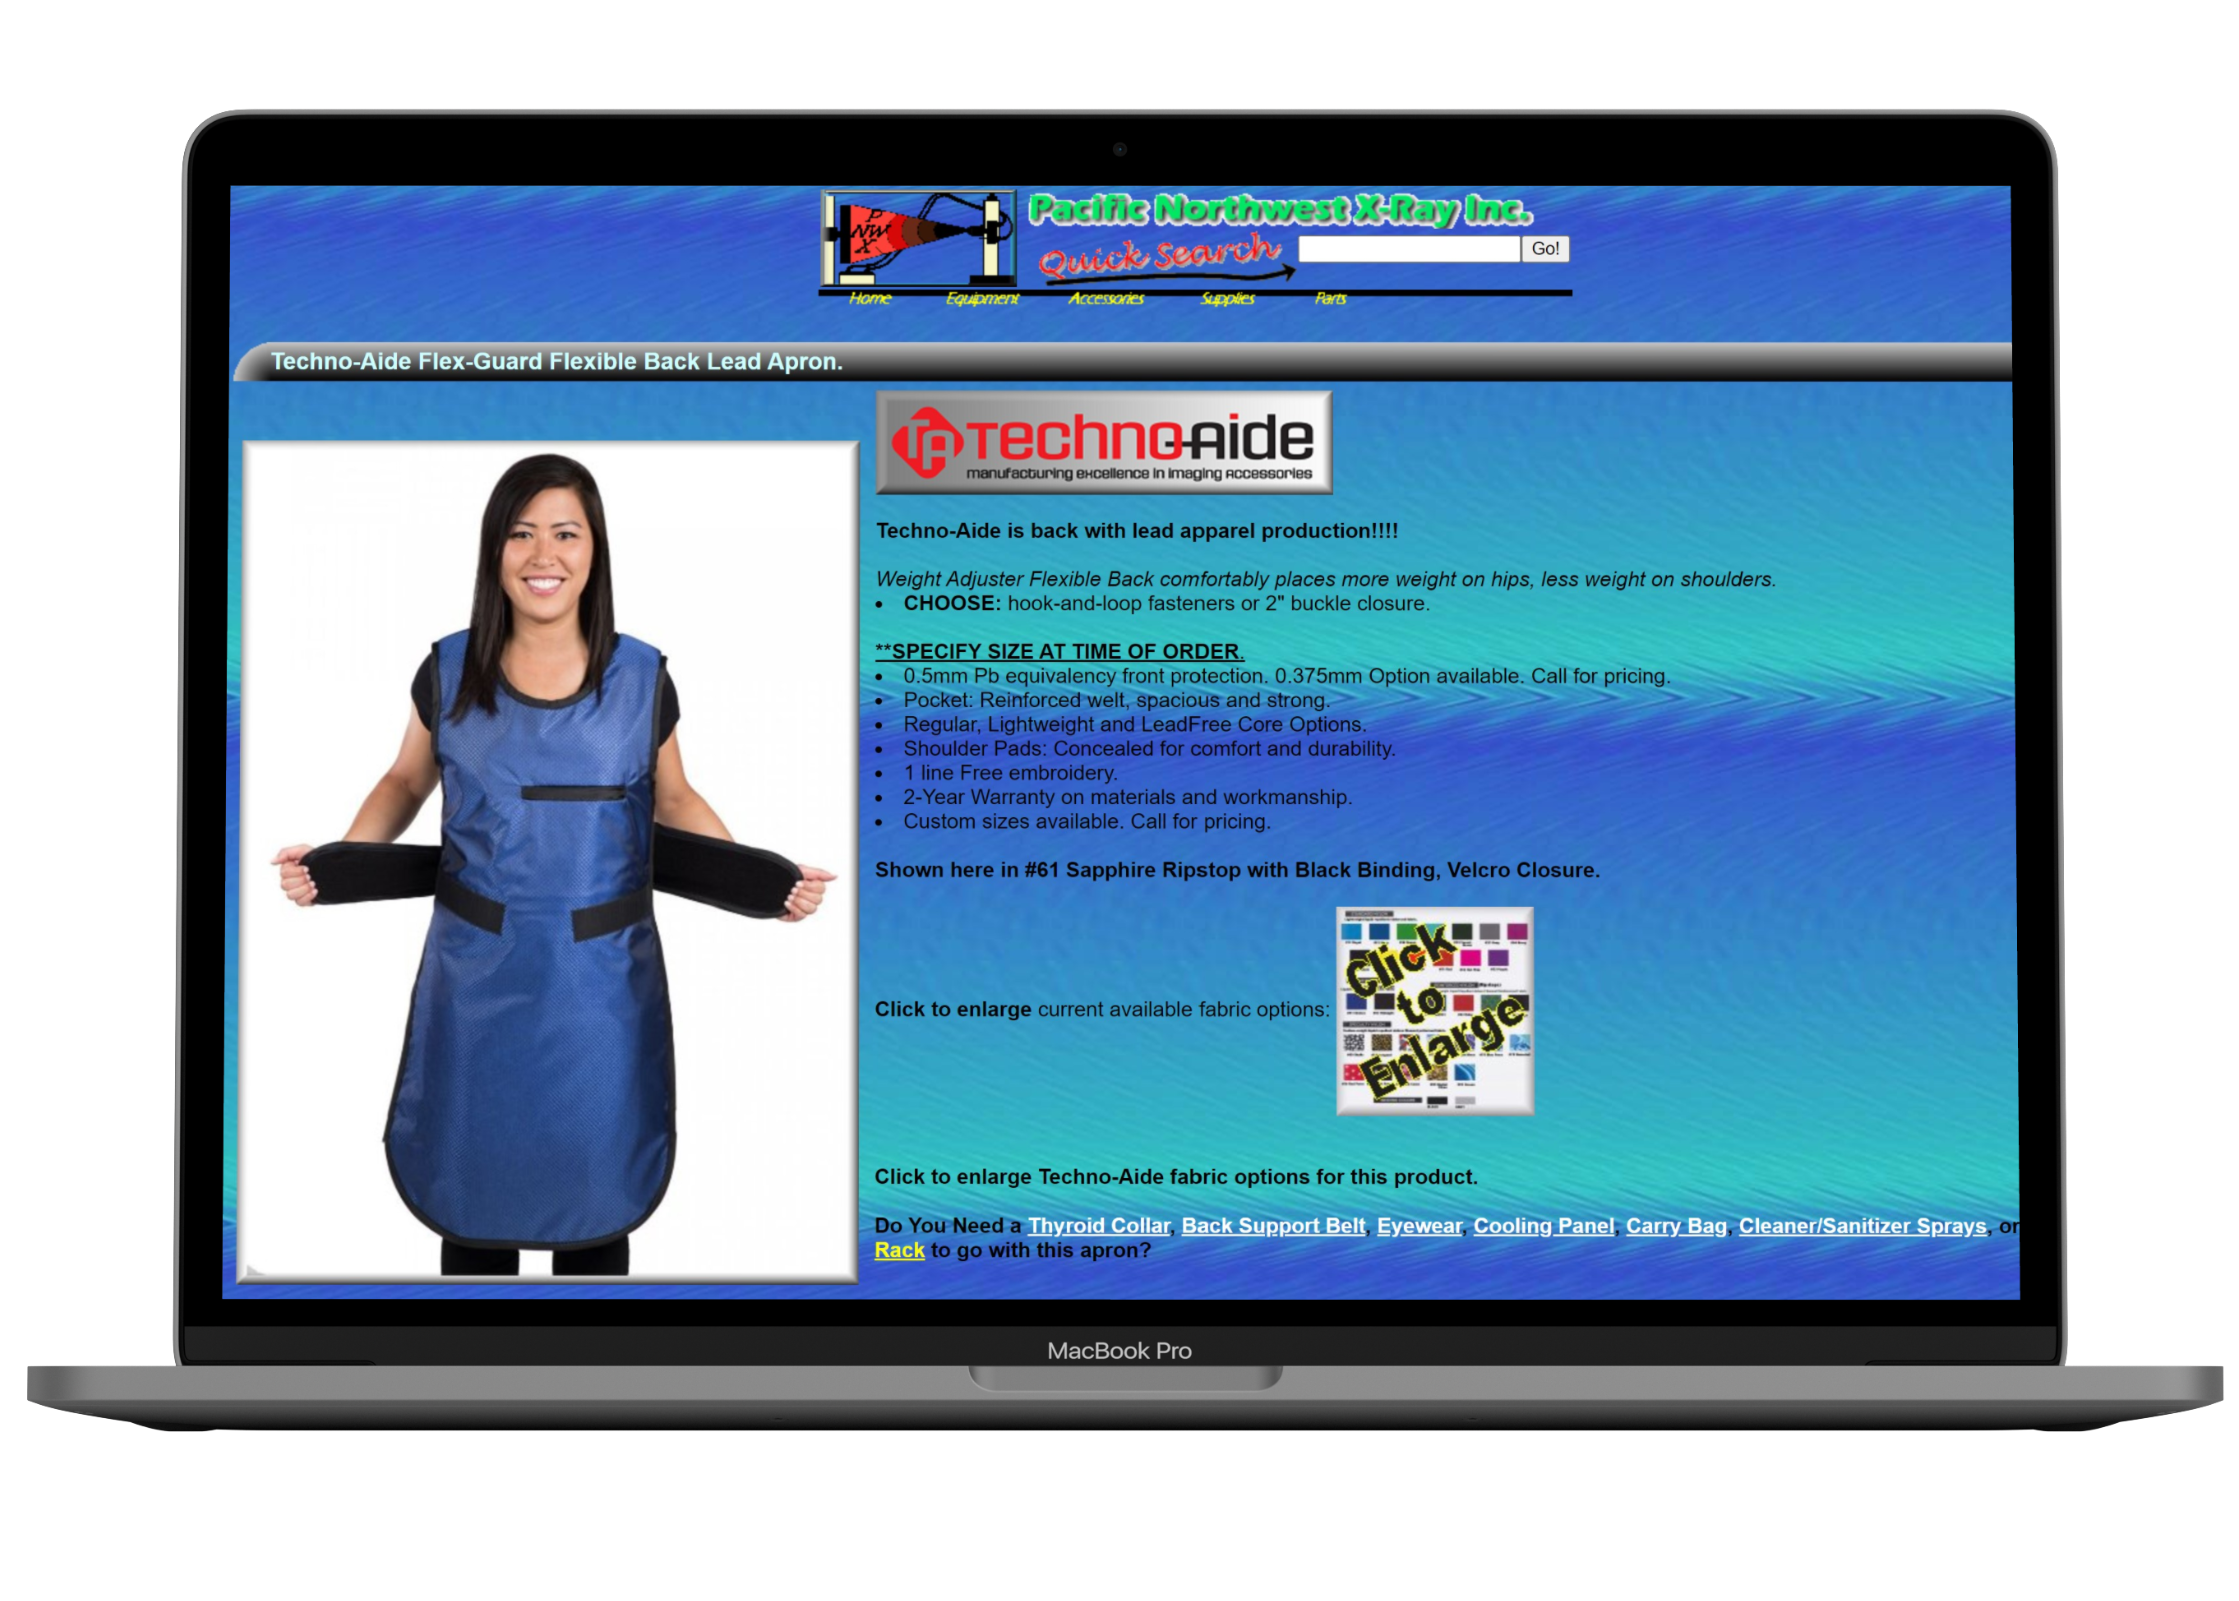 Pacific Northwest X-Ray Inc.
P
NW
X
Quick Search
Go!
Home Equipment Accessories Supplies Parts
Techno-Aide Flex-Guard Flexible Back Lead Apron.
TA Techno-Aide
manufacturing excellence in imaging accessories
Techno-Aide is back with lead apparel production!!!!
Weight Adjuster Flexible Back comfortably places more weight on hips, less weight on shoulders.
• CHOOSE: hook-and-loop fasteners or 2" buckle closure.
**SPECIFY SIZE AT TIME OF ORDER.
• 0.5mm Pb equivalency front protection. 0.375mm Option available. Call for pricing.
• Pocket: Reinforced welt, spacious and strong.
• Regular, Lightweight and LeadFree Core Options.
• Shoulder Pads: Concealed for comfort and durability.
• 1 line Free embroidery.
• 2-Year Warranty on materials and workmanship.
• Custom sizes available. Call for pricing.
Shown here in #61 Sapphire Ripstop with Black Binding, Velcro Closure.
Click to enlarge current available fabric options:
Click
to
Enlarge
Click to enlarge Techno-Aide fabric options for this product.
Do You Need a Thyroid Collar, Back Support Belt, Eyewear, Cooling Panel, Carry Bag, Cleaner/Sanitizer Sprays, or
Rack to go with this apron?
MacBook Pro